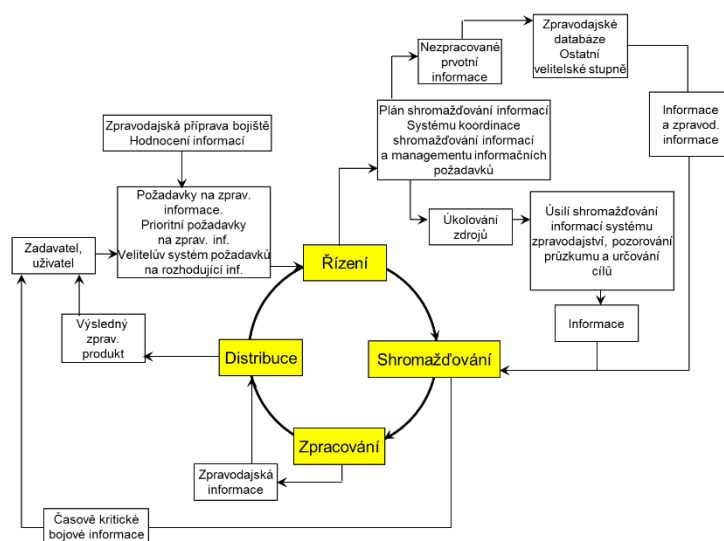 Nezpracované
prvotní
informace
Zpravodajské
databáze
Ostatní
velitelské stupně
Informace
a zpravod.
informace
Zpravodajská příprava bojiště
Hodnocení informací
Plán shromažďování informací
Systému koordinace
shromažďování informací
a managementu informačních
požadavků
Požadavky na zprav.
informace.
Prioritní požadavky
na zprav. inf.
Velitelův systém požadavků
na rozhodující inf.
Zadavatel,
uživatel
Úkolování
zdrojů
Úsilí shromažďování
informací systému
zpravodajství, pozorování
průzkumu a určování
cílů
Řízení
Informace
Výsledný
zprav.
produkt
Distribuce
Shromažďování
Zpracování
Zpravodajská
informace
Časově kritické
bojové informace